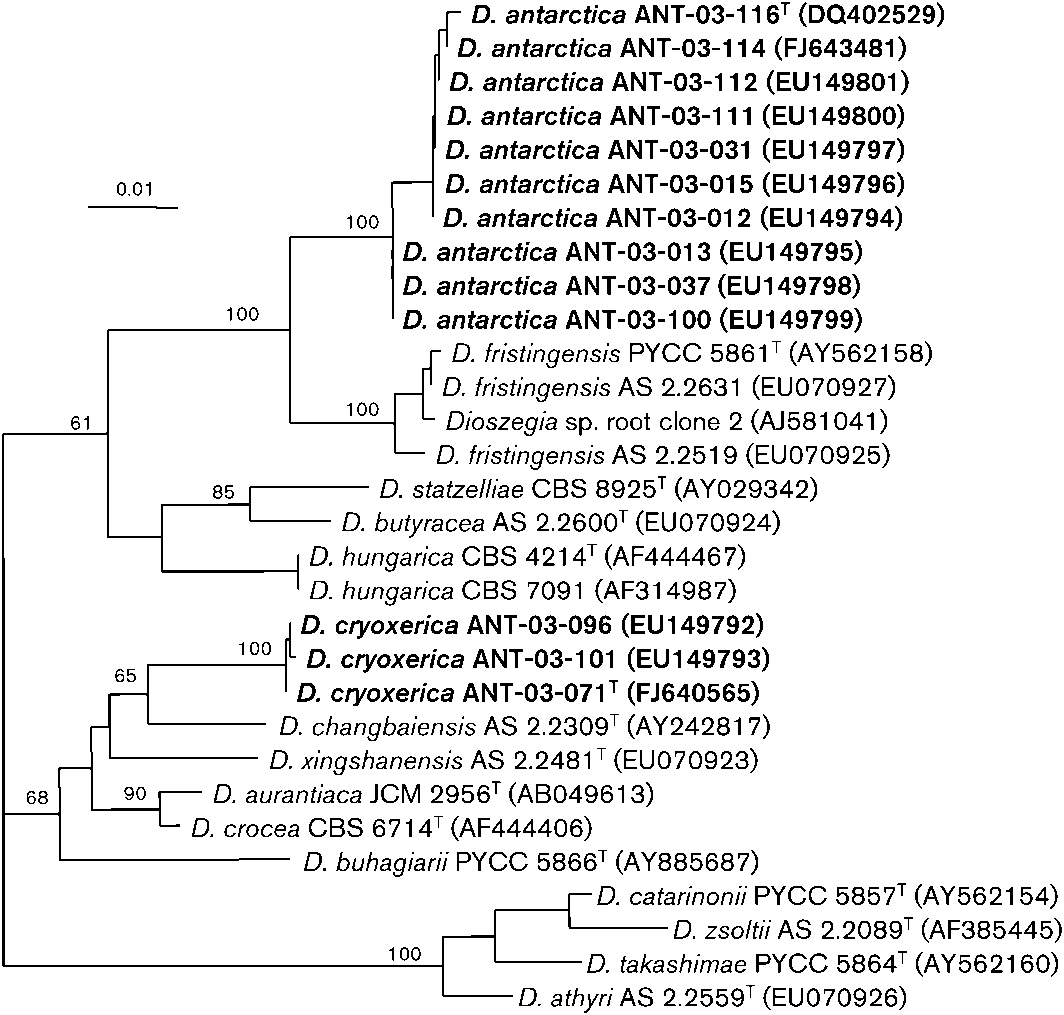 D. antarctica ANT-03-116ᵀ (DQ402529)
D. antarctica ANT-03-114 (FJ643481)
D. antarctica ANT-03-112 (EU149801)
D. antarctica ANT-03-111 (EU149800)
D. antarctica ANT-03-031 (EU149797)
D. antarctica ANT-03-015 (EU149796)
0.01
D. antarctica ANT-03-012 (EU149794)
100
D. antarctica ANT-03-013 (EU149795)
D. antarctica ANT-03-037 (EU149798)
100
D. antarctica ANT-03-100 (EU149799)
D. fristingensis PYCC 5861ᵀ (AY562158)
D. fristingensis AS 2.2631 (EU070927)
100
61
Dioszegia sp. root clone 2 (AJ581041)
D. fristingensis AS 2.2519 (EU070925)
85
D. statzelliae CBS 8925ᵀ (AY029342)
D. butyracea AS 2.2600ᵀ (EU070924)
D. hungarica CBS 4214ᵀ (AF444467)
D. hungarica CBS 7091 (AF314987)
D. cryoxerica ANT-03-096 (EU149792)
100
D. cryoxerica ANT-03-101 (EU149793)
65
D. cryoxerica ANT-03-071ᵀ (FJ640565)
D. changbaiensis AS 2.2309ᵀ (AY242817)
D. xingshanensis AS 2.2481ᵀ (EU070923)
68
90
D. aurantiaca JCM 2956ᵀ (AB049613)
D. crocea CBS 6714ᵀ (AF444406)
D. buhagiarii PYCC 5866ᵀ (AY885687)
D. catarinonii PYCC 5857ᵀ (AY562154)
D. zsoltii AS 2.2089ᵀ (AF385445)
100
D. takashimae PYCC 5864ᵀ (AY562160)
D. athyri AS 2.2559ᵀ (EU070926)